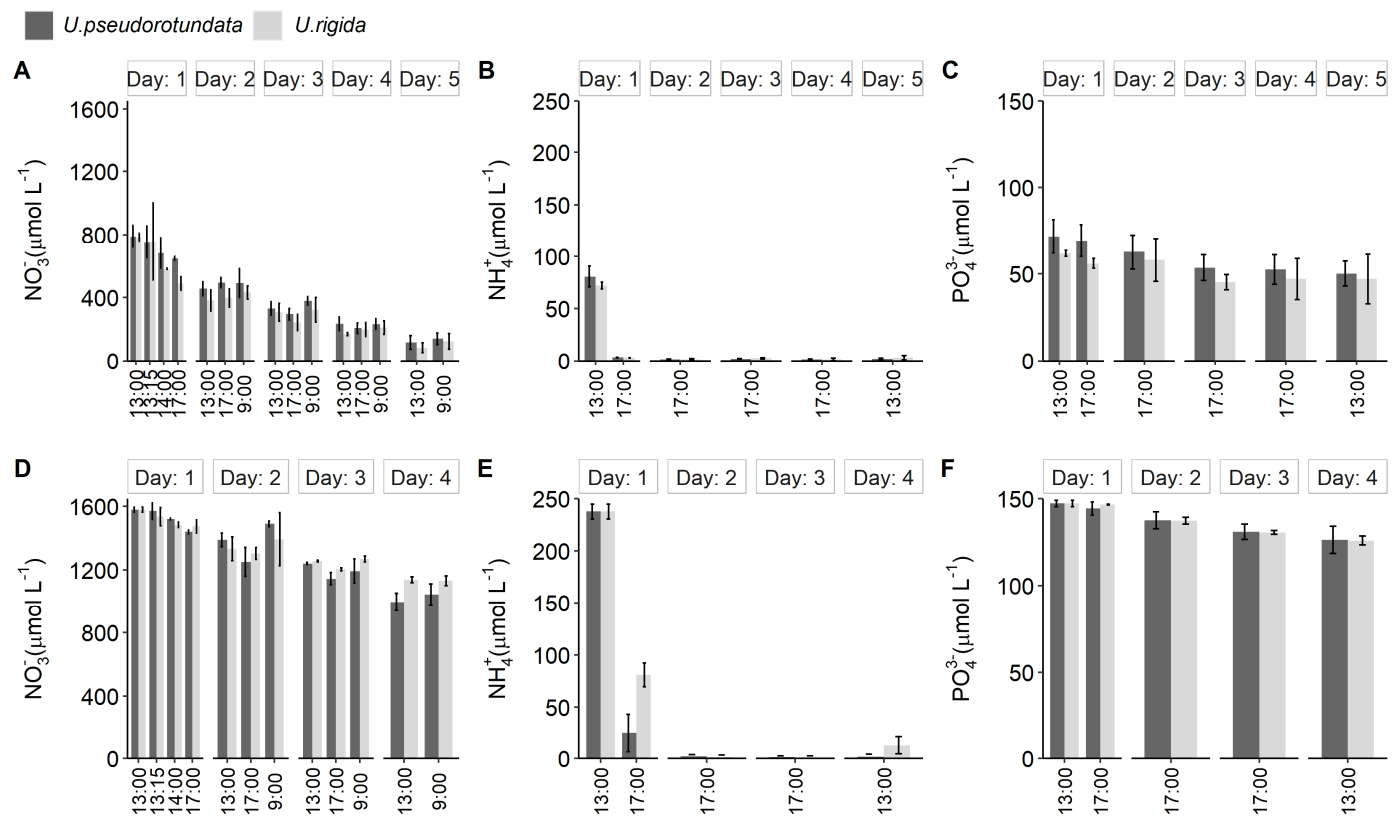 U.pseudorotundata U.rigida
A Day: 1 Day: 2 Day: 3 Day: 4 Day: 5
NO₃⁻(μmol L⁻¹)
1600
1200
800
400
0
13:00 13:15 14:00 17:00 13:00 17:00 9:00 13:00 17:00 9:00 13:00 17:00 9:00 13:00 9:00
B Day: 1 Day: 2 Day: 3 Day: 4 Day: 5
NH₄⁺(μmol L⁻¹)
250
200
150
100
50
0
13:00 17:00 17:00 17:00 17:00 13:00
C Day: 1 Day: 2 Day: 3 Day: 4 Day: 5
PO₄³⁻(μmol L⁻¹)
150
100
50
0
13:00 17:00 17:00 17:00 17:00 13:00
D Day: 1 Day: 2 Day: 3 Day: 4
NO₃⁻(μmol L⁻¹)
1600
1200
800
400
0
13:00 13:15 14:00 17:00 13:00 17:00 9:00 13:00 17:00 9:00 13:00 9:00
E Day: 1 Day: 2 Day: 3 Day: 4
NH₄⁺(μmol L⁻¹)
250
200
150
100
50
0
13:00 17:00 17:00 17:00 13:00
F Day: 1 Day: 2 Day: 3 Day: 4
PO₄³⁻(μmol L⁻¹)
150
100
50
0
13:00 17:00 17:00 17:00 13:00